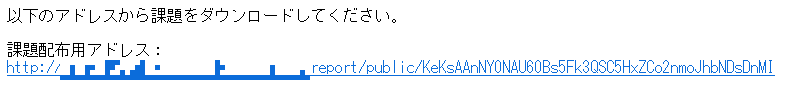 以下のアドレスから課題をダウンロードしてください。
課題配布用アドレス：
http:// report/public/KeKsAAnNYONAU6OBs5Fk3QSC5HxZCo2nmoJhbNDsDnMI